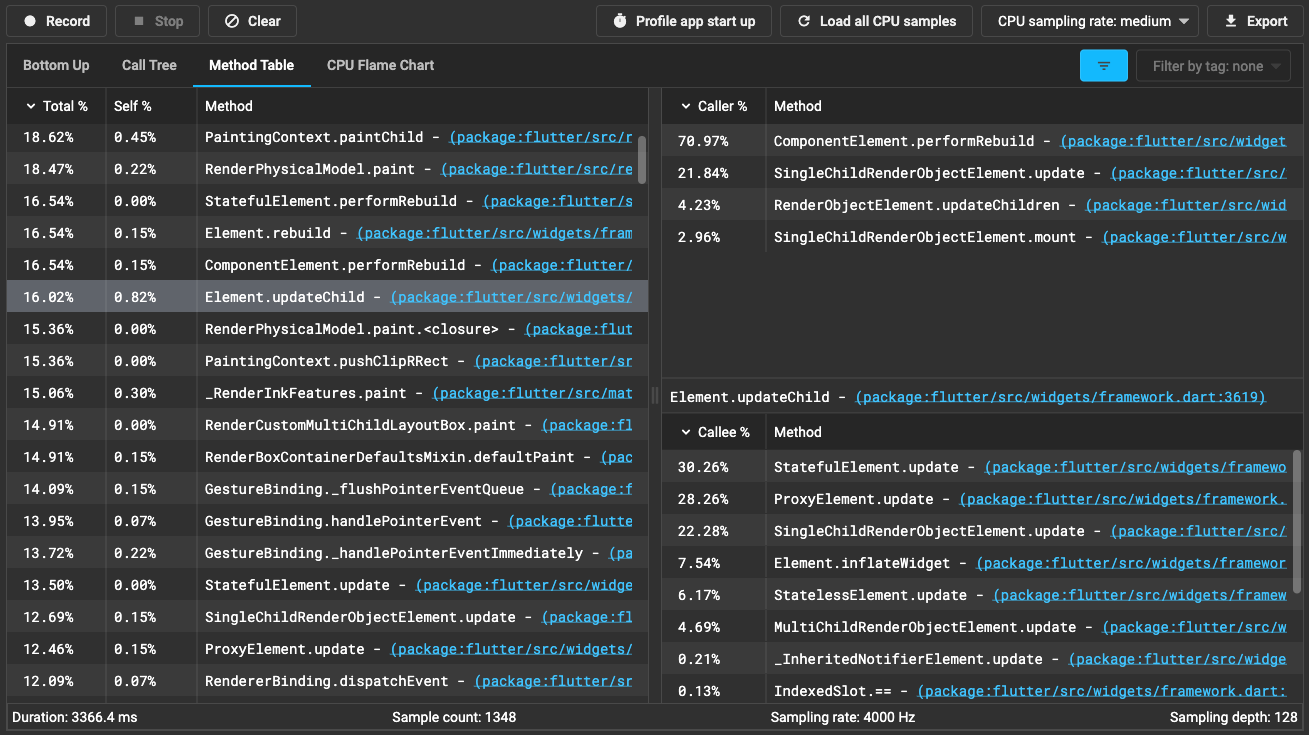 Record Stop Clear Profile app start up Load all CPU samples CPU sampling rate: medium Export
Bottom Up Call Tree Method Table CPU Flame Chart Filter by tag: none
Total % Self % Method
18.62% 0.45% PaintingContext.paintChild - (package:flutter/src/r
18.47% 0.22% RenderPhysicalModel.paint - (package:flutter/src/re
16.54% 0.00% StatefulElement.performRebuild - (package:flutter/s
16.54% 0.15% Element.rebuild - (package:flutter/src/widgets/fram
16.54% 0.15% ComponentElement.performRebuild - (package:flutter/
16.02% 0.82% Element.updateChild - (package:flutter/src/widgets/
15.36% 0.00% RenderPhysicalModel.paint.<closure> - (package:flut
15.36% 0.00% PaintingContext.pushClipRRect - (package:flutter/sr
15.06% 0.30% _RenderInkFeatures.paint - (package:flutter/src/mat
14.91% 0.00% RenderCustomMultiChildLayoutBox.paint - (package:fl
14.91% 0.15% RenderBoxContainerDefaultsMixin.defaultPaint - (pac
14.09% 0.15% GestureBinding._flushPointerEventQueue - (package:f
13.95% 0.07% GestureBinding.handlePointerEvent - (package:flutte
13.72% 0.22% GestureBinding._handlePointerEventImmediately - (pa
13.50% 0.00% StatefulElement.update - (package:flutter/src/widge
12.69% 0.15% SingleChildRenderObjectElement.update - (package:fl
12.46% 0.15% ProxyElement.update - (package:flutter/src/widgets/
12.09% 0.07% RendererBinding.dispatchEvent - (package:flutter/sr
Caller % Method
70.97% ComponentElement.performRebuild - (package:flutter/src/widget
21.84% SingleChildRenderObjectElement.update - (package:flutter/src/
4.23% RenderObjectElement.updateChildren - (package:flutter/src/wid
2.96% SingleChildRenderObjectElement.mount - (package:flutter/src/w
Element.updateChild - (package:flutter/src/widgets/framework.dart:3619)
Callee % Method
30.26% StatefulElement.update - (package:flutter/src/widgets/framewo
28.26% ProxyElement.update - (package:flutter/src/widgets/framework.
22.28% SingleChildRenderObjectElement.update - (package:flutter/src/
7.54% Element.inflateWidget - (package:flutter/src/widgets/framewor
6.17% StatelessElement.update - (package:flutter/src/widgets/framew
4.69% MultiChildRenderObjectElement.update - (package:flutter/src/w
0.21% _InheritedNotifierElement.update - (package:flutter/src/widge
0.13% IndexedSlot.== - (package:flutter/src/widgets/framework.dart:
Duration: 3366.4 ms Sample count: 1348 Sampling rate: 4000 Hz Sampling depth: 128